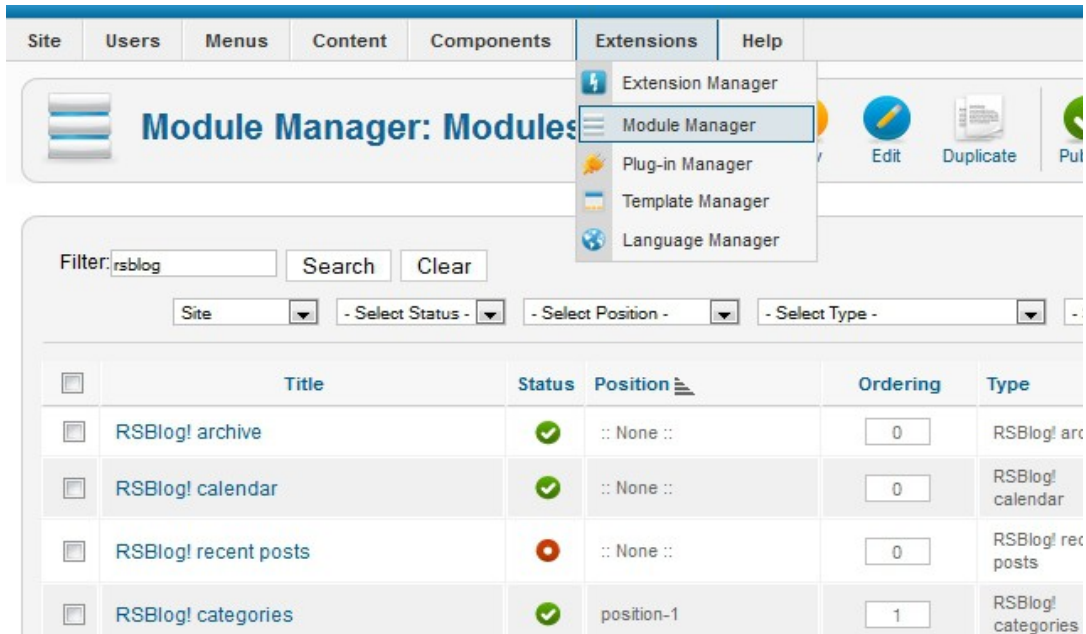 Site Users Menus Content Components Extensions Help
Extension Manager
Module Manager: Modules
Module Manager
Plug-in Manager
Template Manager
Language Manager
Edit Duplicate
Filter: rsblog Search Clear
Site - Select Status - - Select Position - - Select Type -
Title Status Position Ordering Type
RSBlog! archive :: None :: 0 RSBlog!
RSBlog! calendar :: None :: 0 RSBlog!
calendar
RSBlog! recent posts :: None :: 0 RSBlog!
posts
RSBlog! categories position-1 1 RSBlog!
categories